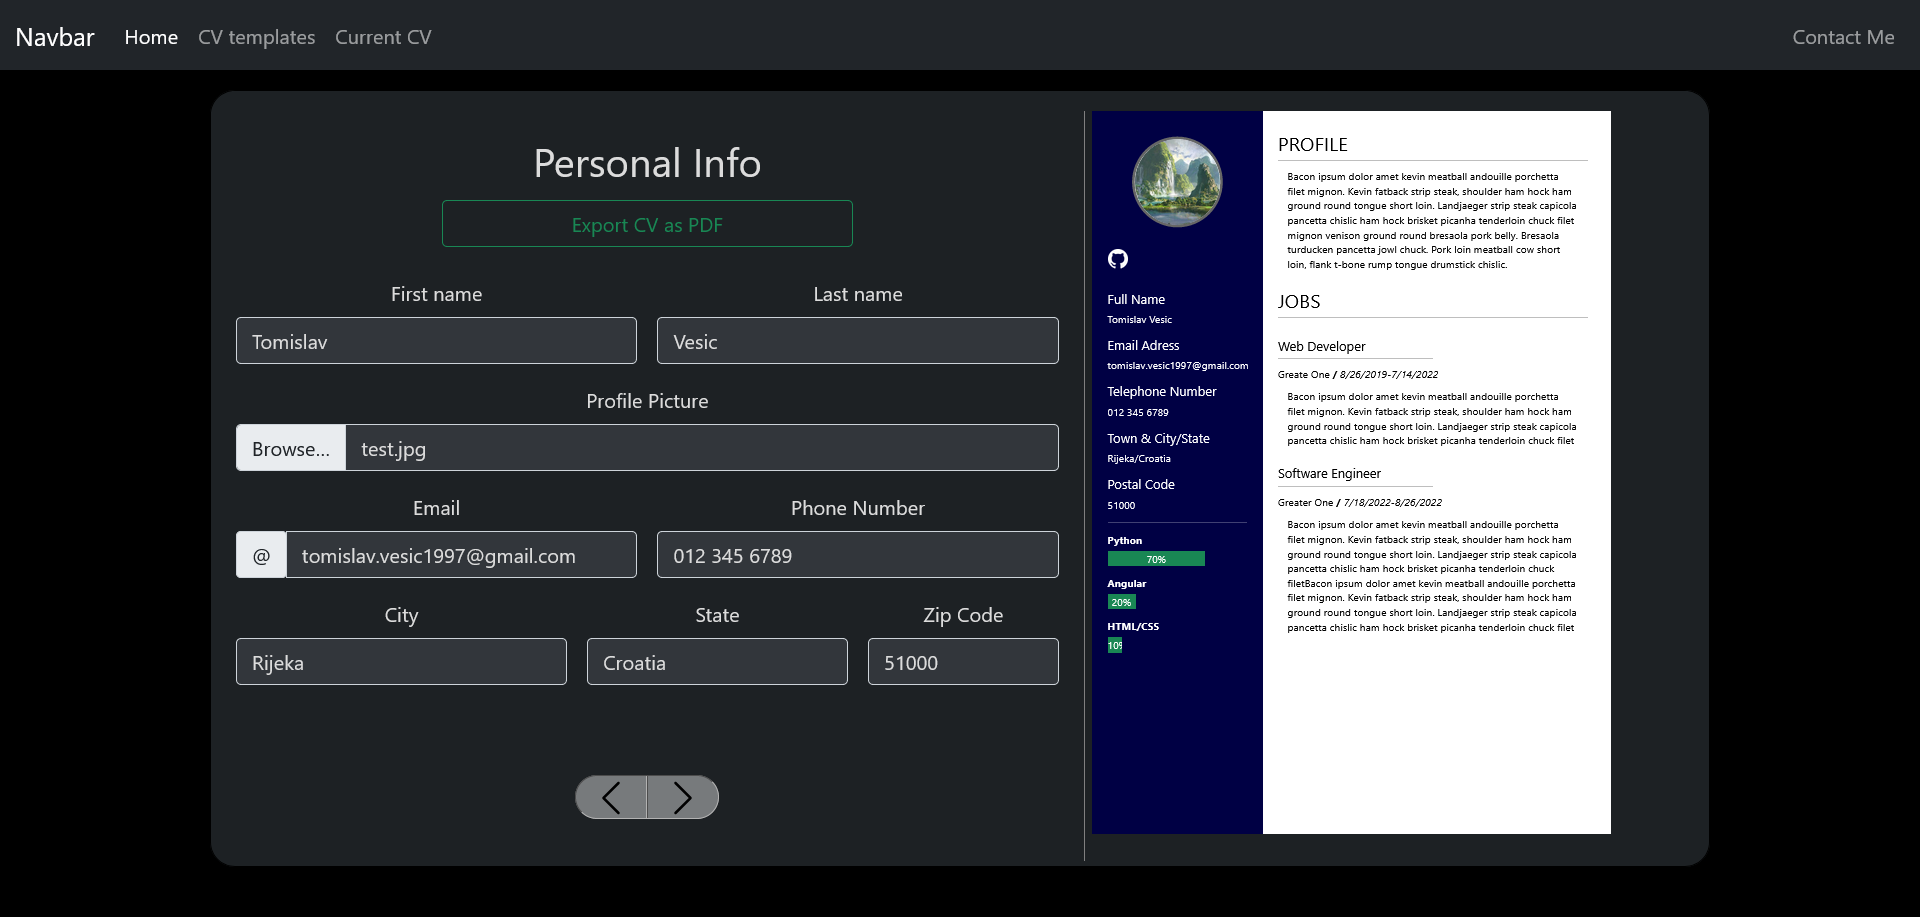 Navbar Home CV templates Current CV Contact Me
Personal Info
Export CV as PDF
First name Last name
Tomislav Vesic
Profile Picture
Browse... test.jpg
Email Phone Number
@ tomislav.vesic1997@gmail.com 012 345 6789
City State Zip Code
Rijeka Croatia 51000
Full Name
Tomislav Vesic
Email Adress
tomislav.vesic1997@gmail.com
Telephone Number
012 345 6789
Town & City/State
Rijeka/Croatia
Postal Code
51000
Python
70%
Angular
20%
HTML/CSS
10%
PROFILE
Bacon ipsum dolor amet kevin meatball andouille porchetta
filet mignon. Kevin fatback strip steak, shoulder ham hock ham
ground round tongue short loin. Landjaeger strip steak capicola
pancetta chislic ham hock brisket picanha tenderloin chuck filet
mignon venison ground round bresaola pork belly. Bresaola
turducken pancetta jowl chuck. Pork loin meatball cow short
loin, flank t-bone rump tongue drumstick chislic.
JOBS
Web Developer
Greate One / 8/26/2019-7/14/2022
Bacon ipsum dolor amet kevin meatball andouille porchetta
filet mignon. Kevin fatback strip steak, shoulder ham hock ham
ground round tongue short loin. Landjaeger strip steak capicola
pancetta chislic ham hock brisket picanha tenderloin chuck filet
Software Engineer
Greater One / 7/18/2022-8/26/2022
Bacon ipsum dolor amet kevin meatball andouille porchetta
filet mignon. Kevin fatback strip steak, shoulder ham hock ham
ground round tongue short loin. Landjaeger strip steak capicola
pancetta chislic ham hock brisket picanha tenderloin chuck
filetBacon ipsum dolor amet kevin meatball andouille porchetta
filet mignon. Kevin fatback strip steak, shoulder ham hock ham
ground round tongue short loin. Landjaeger strip steak capicola
pancetta chislic ham hock brisket picanha tenderloin chuck filet